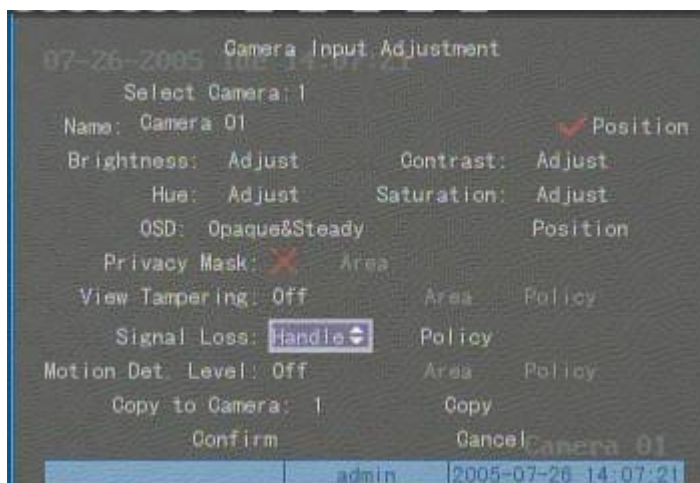 Camera Input Adjustment
07-26-2005 Tue 14:07:21
Select Camera: 1
Name: Camera 01 Position
Brightness: Adjust Contrast: Adjust
Hue: Adjust Saturation: Adjust
OSD: Opaque&Steady Position
Privacy Mask: Area
View Tampering: Off Area Policy
Signal Loss: Handle Policy
Motion Det. Level: Off Area Policy
Copy to Camera: 1 Copy
Confirm Cancel
Camera 01
admin 2005-07-26 14:07:21